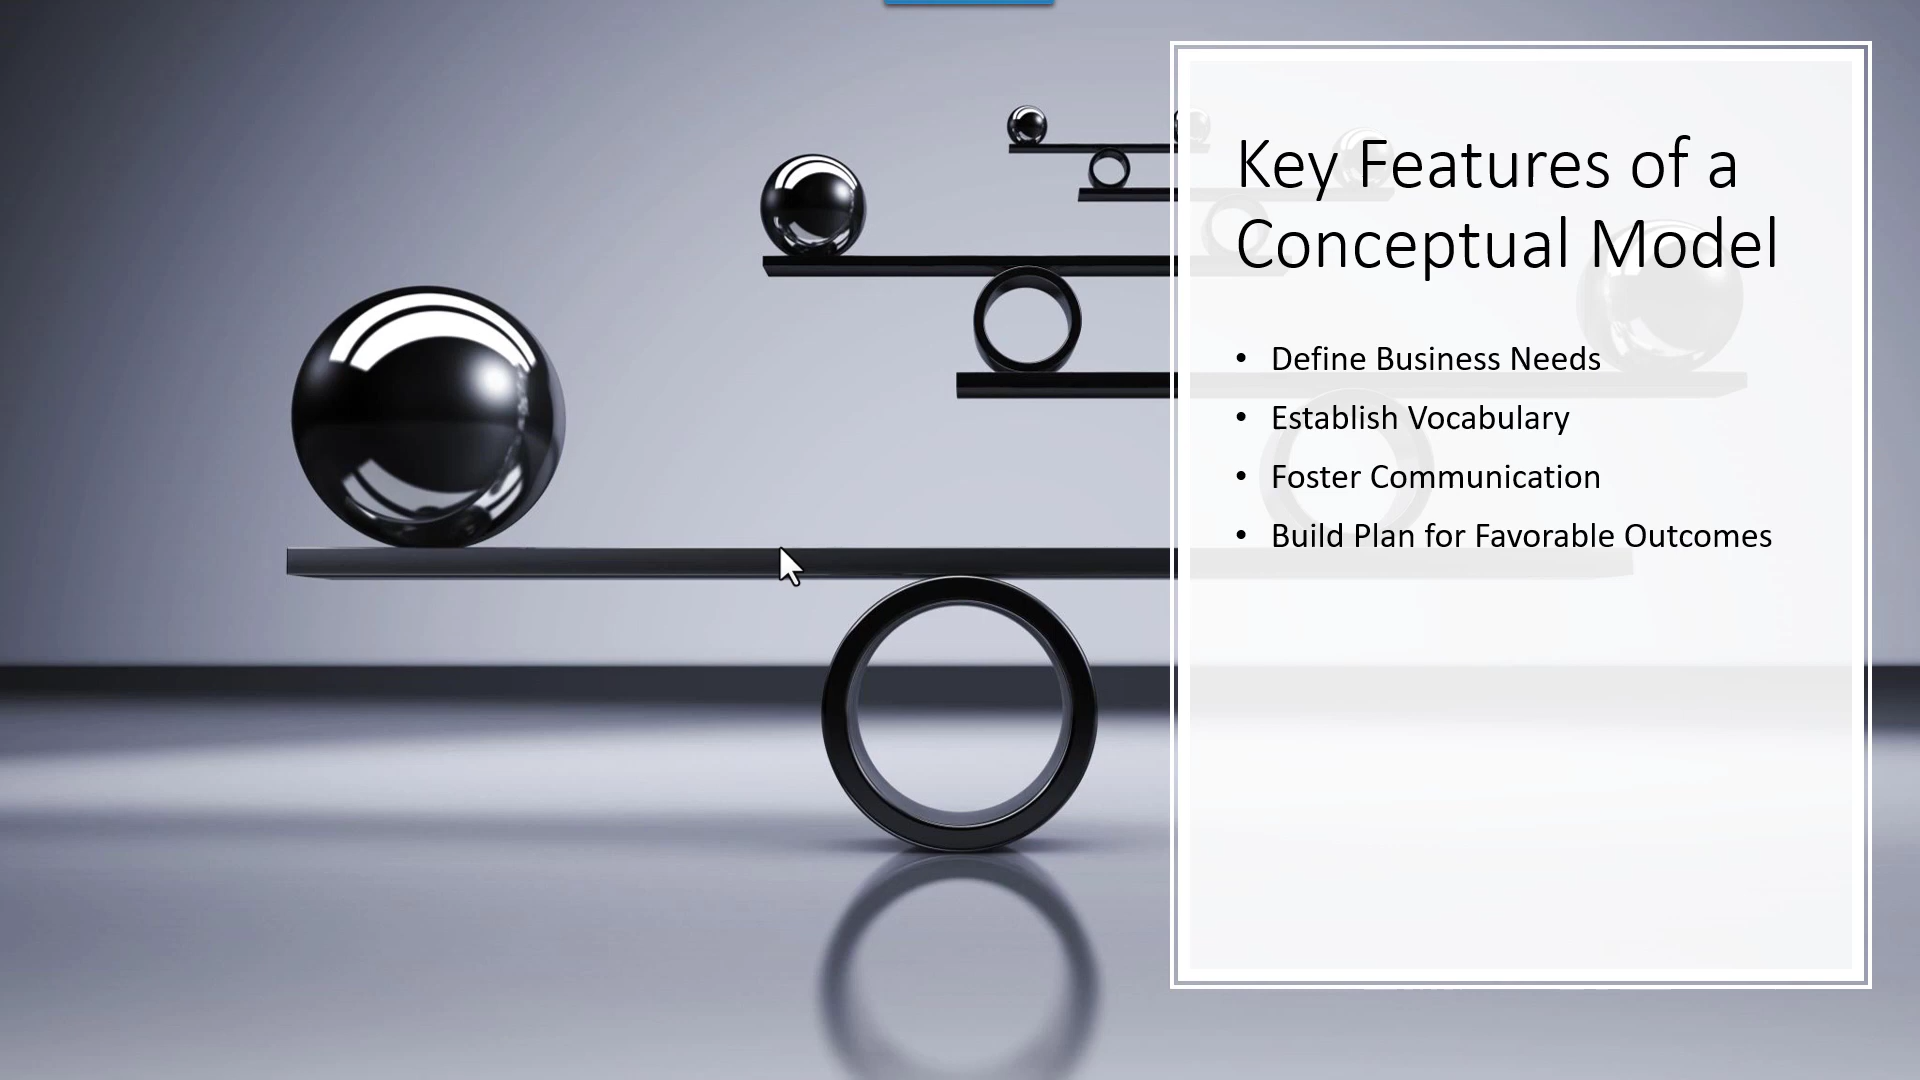 Key Features of a
Conceptual Model
• Define Business Needs
• Establish Vocabulary
• Foster Communication
• Build Plan for Favorable Outcomes